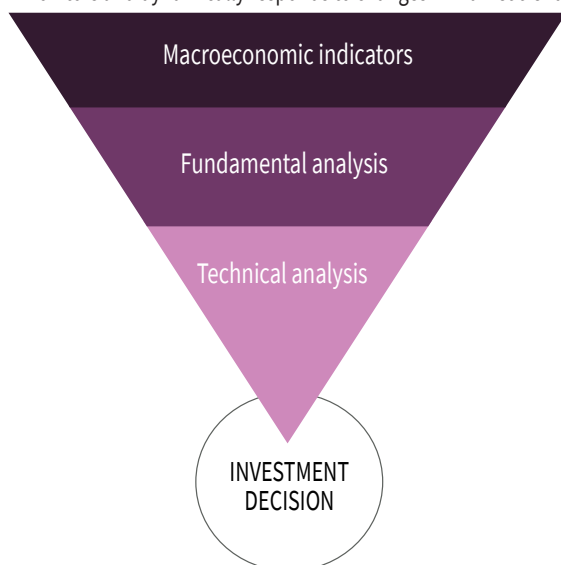 Macroeconomic indicators
Fundamental analysis
Technical analysis
INVESTMENT
DECISION